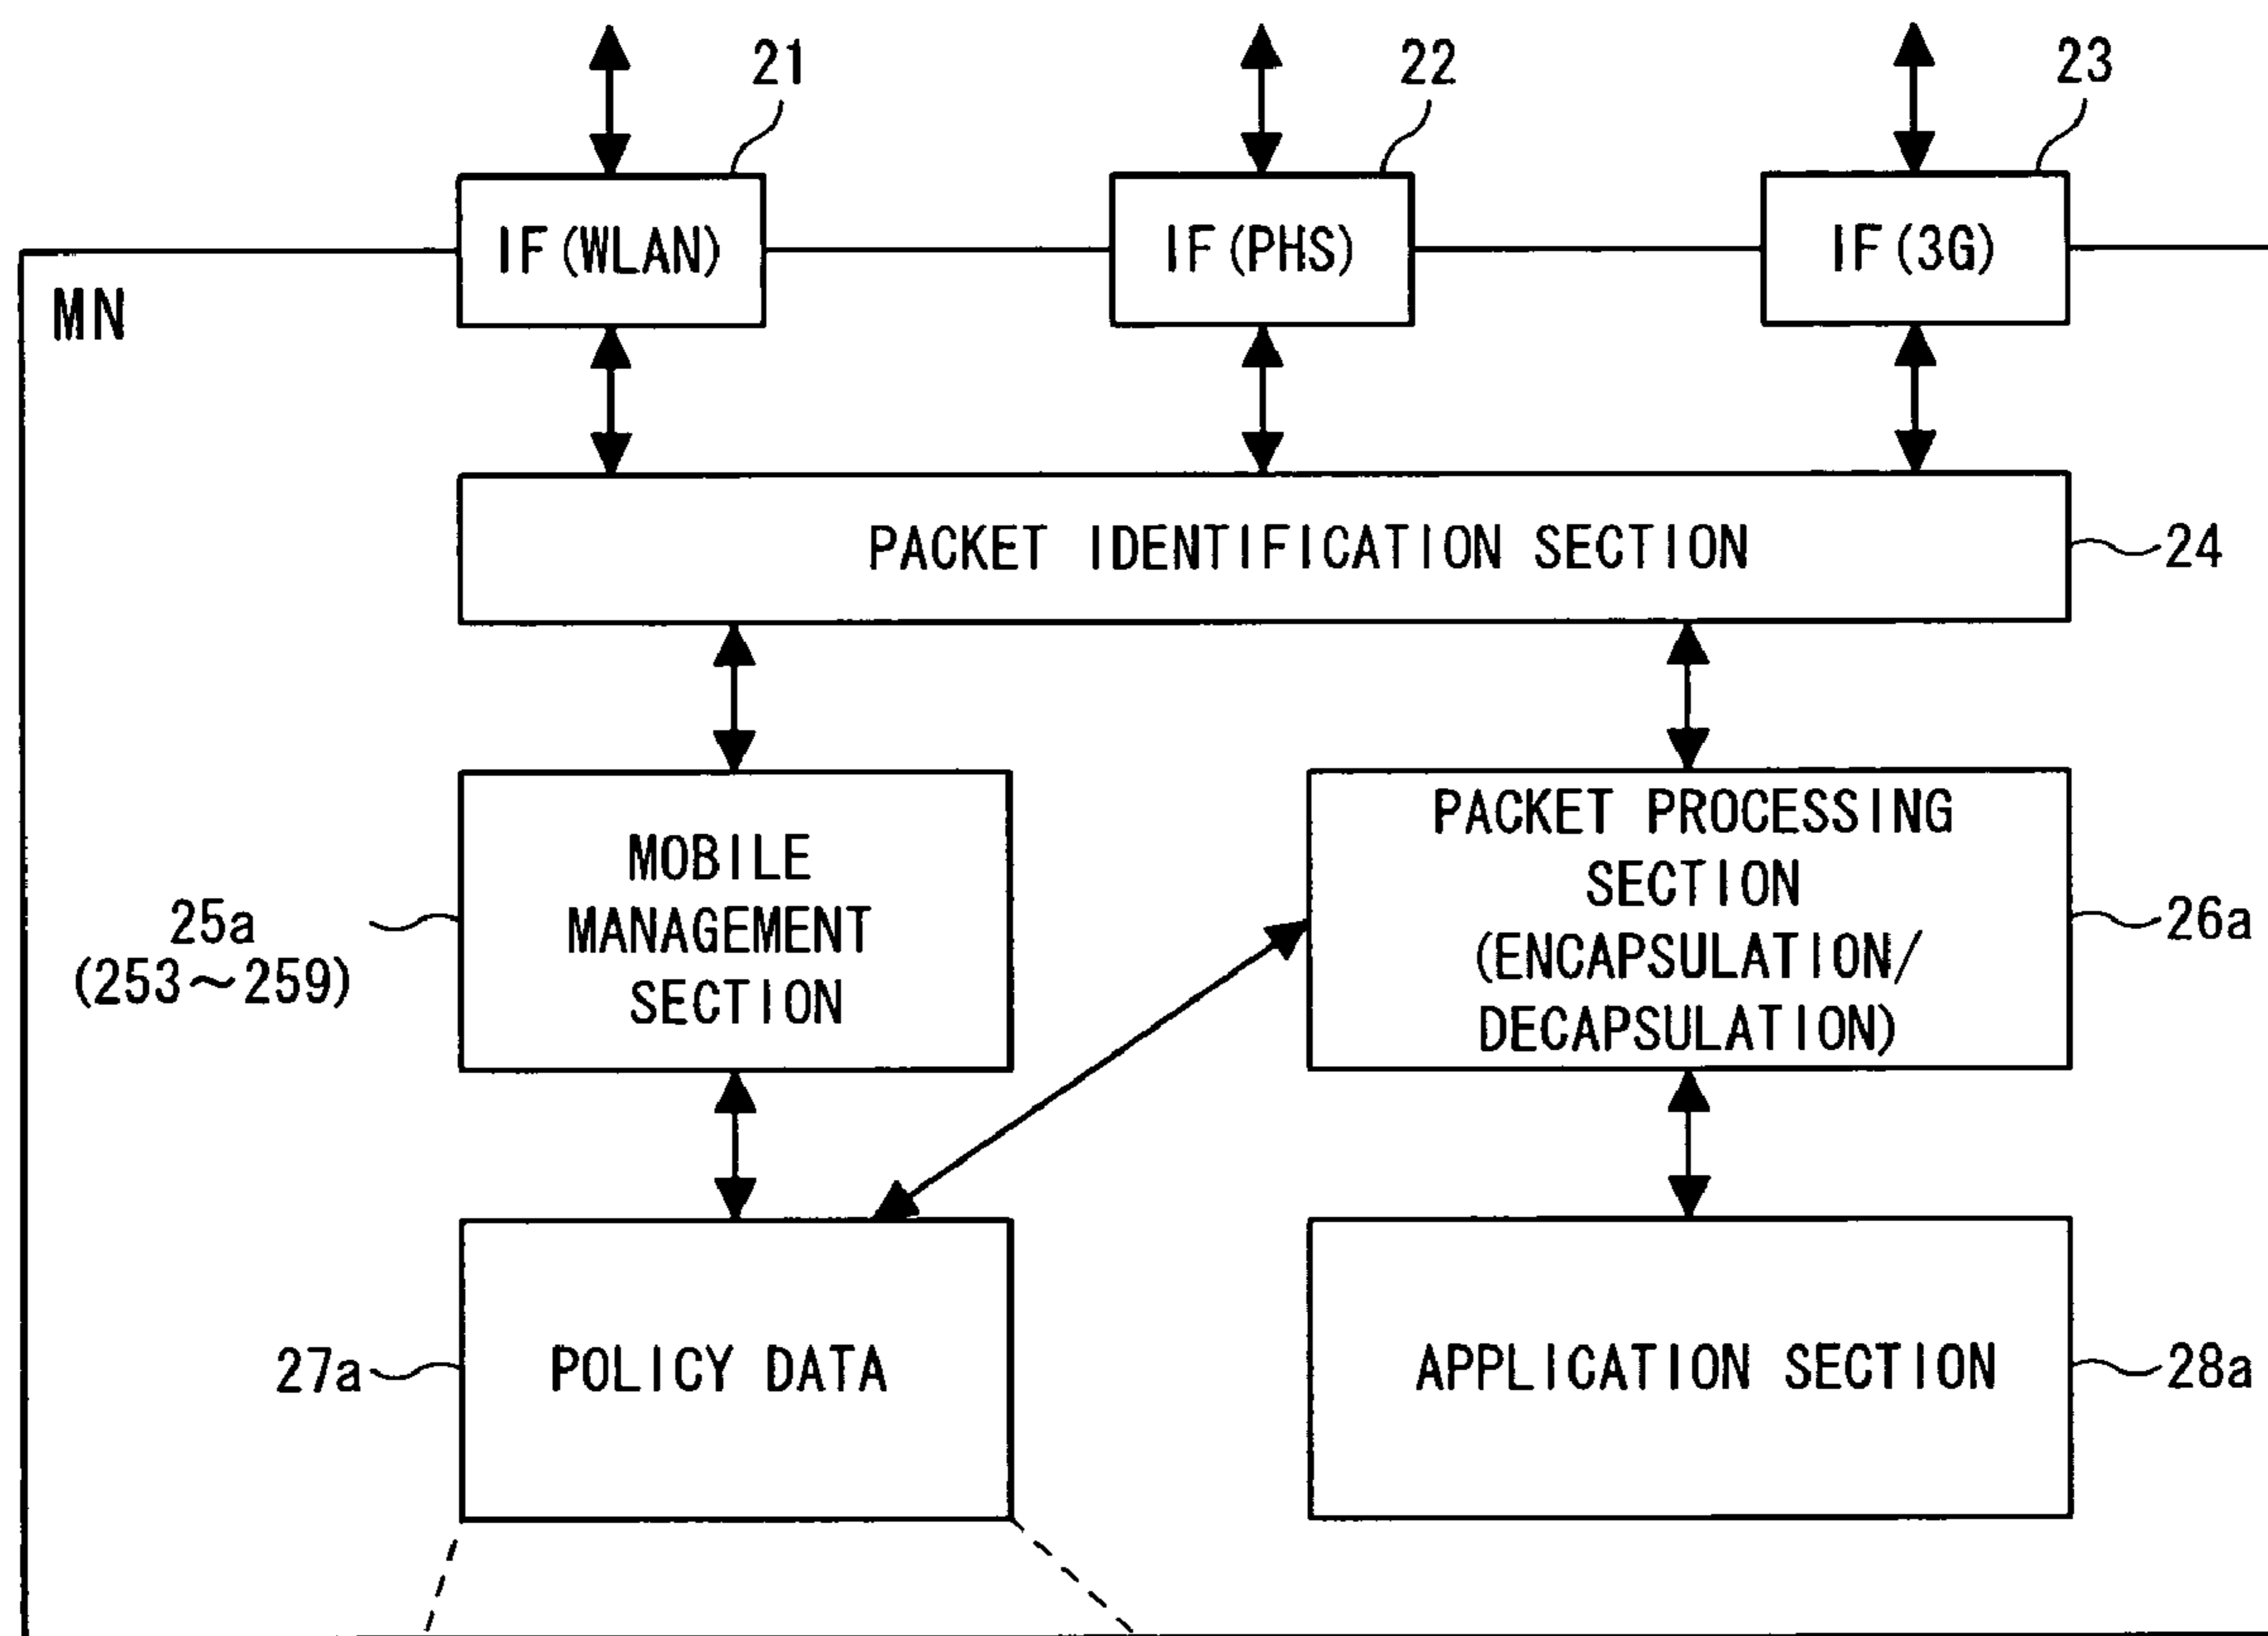 21
22
23
IF(WLAN)
IF(PHS)
IF(3G)
MN
PACKET IDENTIFICATION SECTION
24
MOBILE
MANAGEMENT
SECTION
25a
(253～259)
PACKET PROCESSING
SECTION
(ENCAPSULATION/
DECAPSULATION)
26a
27a
POLICY DATA
APPLICATION SECTION
28a